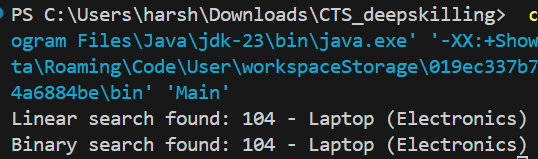 PS C:\Users\harsh\Downloads\CTS_deepskilling>
ogram Files\Java\jdk-23\bin\java.exe' '-XX:+Show
ta\Roaming\Code\User\workspaceStorage\019ec337b7
4a6884be\bin' 'Main'
Linear search found: 104 - Laptop (Electronics)
Binary search found: 104 - Laptop (Electronics)